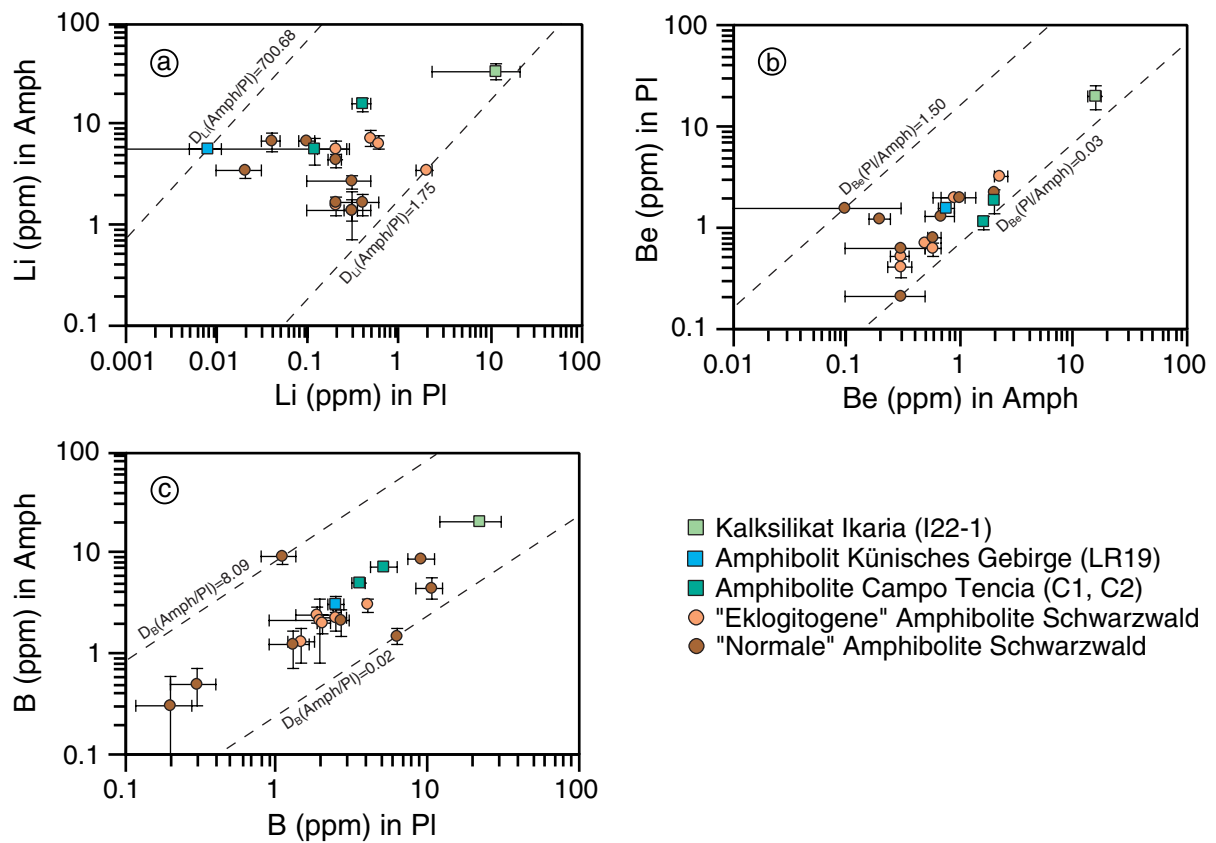 100
10
1
0.1
Li (ppm) in Amph
ⓐ
D_Li(Amph/Pl)=700.68
D_Li(Amph/Pl)=1.75
0.001 0.01 0.1 1 10 100
Li (ppm) in Pl
100
10
1
0.1
Be (ppm) in Pl
ⓑ
D_Be(Pl/Amph)=1.50
D_Be(Pl/Amph)=0.03
0.01 0.1 1 10 100
Be (ppm) in Amph
100
10
1
0.1
B (ppm) in Amph
ⓒ
D_B(Amph/Pl)=8.09
D_B(Amph/Pl)=0.02
0.1 1 10 100
B (ppm) in Pl
Kalksilikat Ikaria (I22-1)
Amphibolit Künisches Gebirge (LR19)
Amphibolite Campo Tencia (C1, C2)
"Eklogitogene" Amphibolite Schwarzwald
"Normale" Amphibolite Schwarzwald